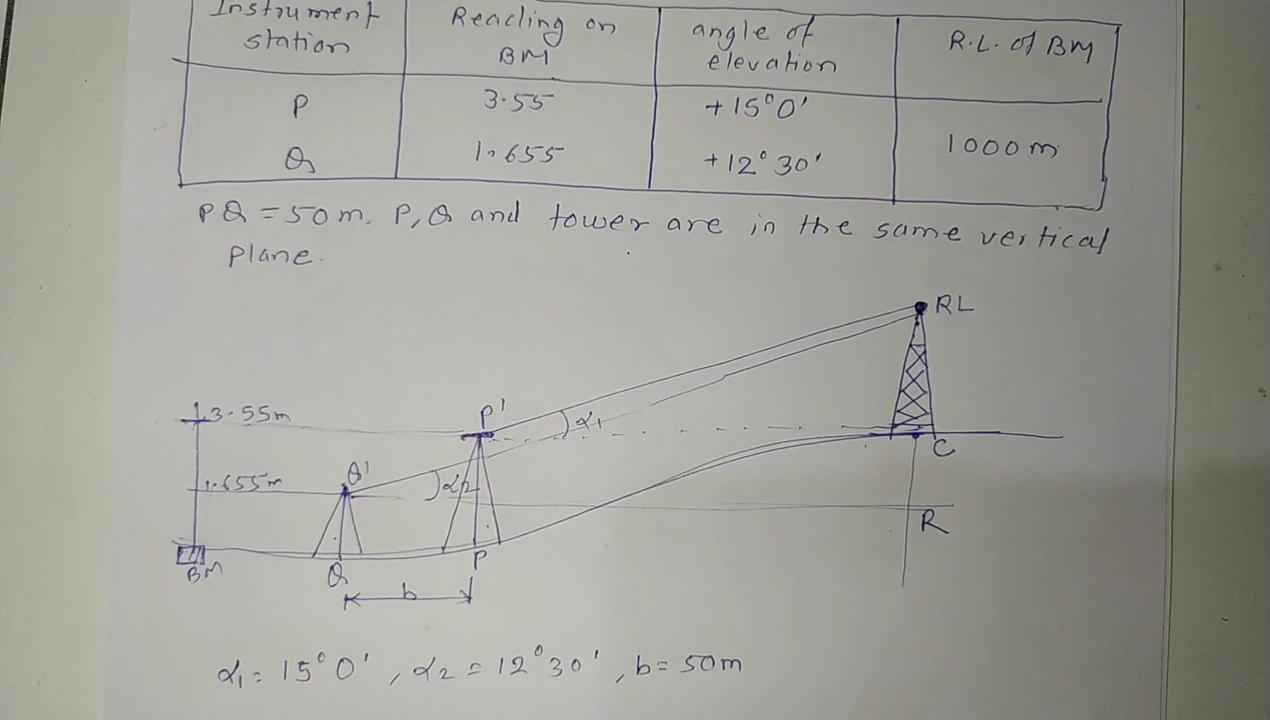 Instrument station Reading on BM angle of elevation R.L. of BM
P 3.55 +15°0' 1000m
Q 1.655 +12°30'
PQ = 50m. P, Q and tower are in the same vertical
plane.
RL
3.55m P' α1
C
1.655m Q' α2
R
BM Q P
b
α1 = 15°0', α2 = 12°30', b = 50m